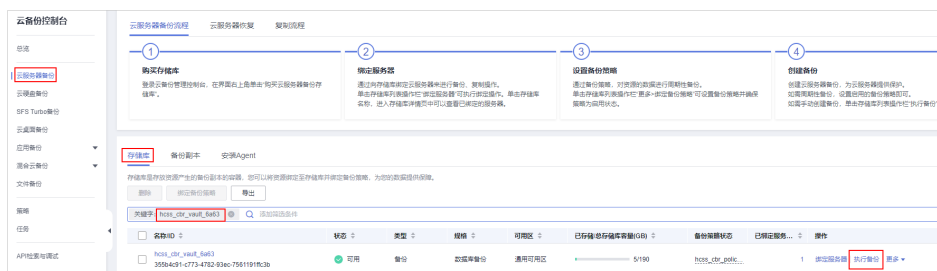 云备份控制台
云服务器备份流程 云服务器恢复 复制流程
总览
云服务器备份
云硬盘备份
SFS Turbo备份
云桌面备份
应用备份
混合云备份
文件备份
策略
任务
API检索与调试
1
购买存储库
登录云备份管理控制台，在界面右上角单击“购买云服务器备份存
储库”。
2
绑定服务器
通过向存储库绑定云服务器来进行备份、复制操作。
单击存储库列表操作栏“绑定服务器”可执行绑定操作。单击存储库
名称，进入存储库详情页中可以查看已绑定的服务器。
3
设置备份策略
通过备份策略，对资源的数据进行周期性备份。
单击存储库列表操作栏“更多>绑定备份策略”可设置备份策略并确保
策略为启用状态。
4
创建备份
创建云服务器备份，为云服务器提供保护。
如需周期性备份，设置启用的备份策略即可。
如需手动创建备份，单击存储库列表操作栏“执行备份”
存储库 备份副本 安装Agent
存储库是存放资源产生的备份副本的容器，您可以将资源绑定至存储库并绑定备份策略，为您的数据提供保障。
删除 绑定备份策略 导出
关键字: hcss_cbr_vault_6a63 添加筛选条件
名称/ID 状态 类型 规格 可用区 已存储/总存储库容量(GB) 备份策略状态 已绑定服务... 操作
hcss_cbr_vault_6a63 可用 备份 数据库备份 通用可用区 5/190 hcss_cbr_polic... 1 绑定服务器 执行备份 更多
355b4c91-c773-4782-93ec-7561191ffc3b